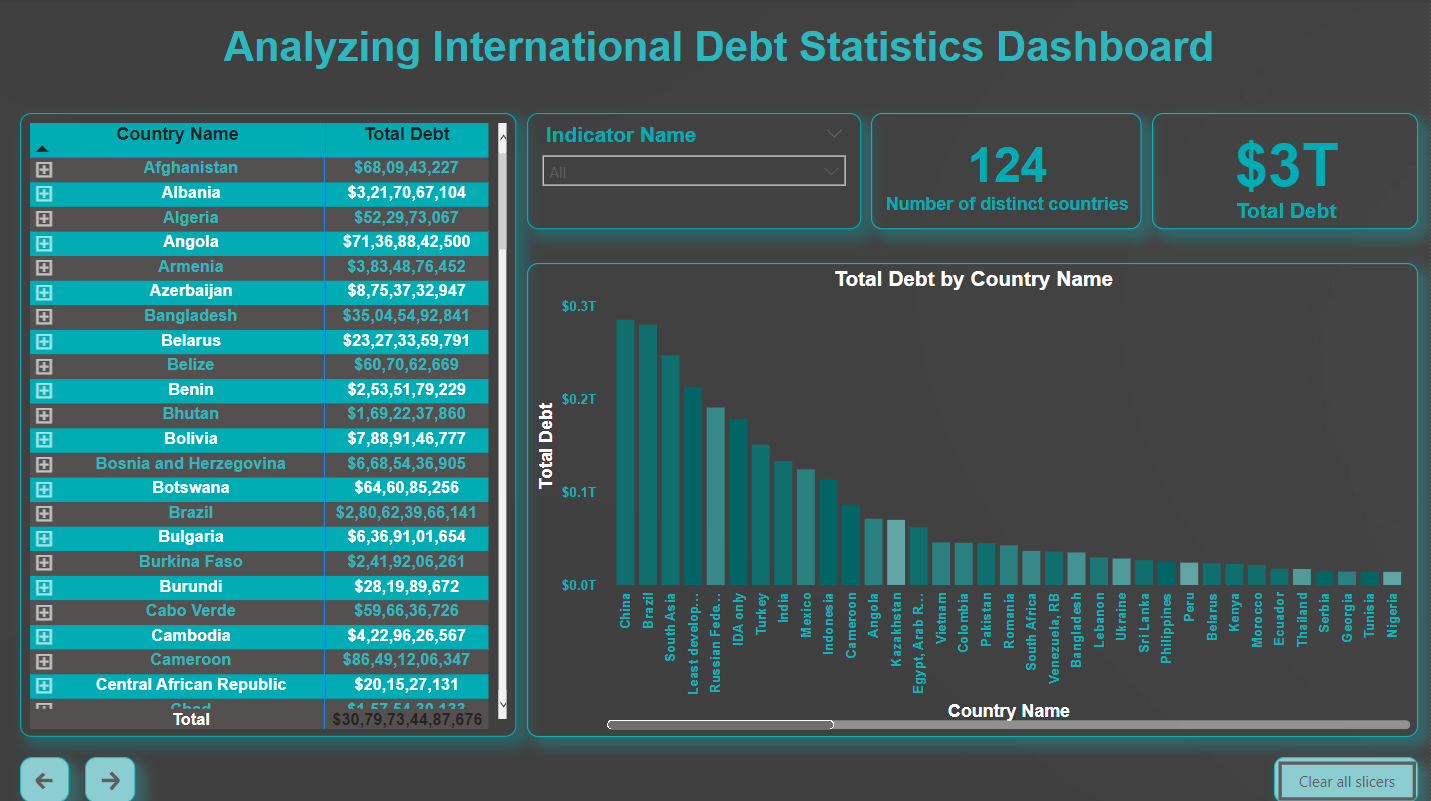 Analyzing International Debt Statistics Dashboard
Country Name Total Debt
Afghanistan $68,09,43,227
Albania $3,21,70,67,104
Algeria $52,29,73,067
Angola $71,36,88,42,500
Armenia $3,83,48,76,452
Azerbaijan $8,75,37,32,947
Bangladesh $35,04,54,92,841
Belarus $23,27,33,59,791
Belize $60,70,62,669
Benin $2,53,51,79,229
Bhutan $1,69,22,37,860
Bolivia $7,88,91,46,777
Bosnia and Herzegovina $6,68,54,36,905
Botswana $64,60,85,256
Brazil $2,80,62,39,66,141
Bulgaria $6,36,91,01,654
Burkina Faso $2,41,92,06,261
Burundi $28,19,89,672
Cabo Verde $59,66,36,726
Cambodia $4,22,96,26,567
Cameroon $86,49,12,06,347
Central African Republic $20,15,27,131
Chad $1,57,54,30,133
Total $30,79,73,44,87,676
Indicator Name
All
124
Number of distinct countries
$3T
Total Debt
Total Debt by Country Name
Total Debt
$0.3T
$0.2T
$0.1T
$0.0T
China
Brazil
South Asia
Least develop...
Russian Fede...
IDA only
Turkey
India
Mexico
Indonesia
Cameroon
Angola
Kazakhstan
Egypt, Arab R...
Vietnam
Colombia
Pakistan
Romania
South Africa
Venezuela, RB
Bangladesh
Lebanon
Ukraine
Sri Lanka
Philippines
Peru
Belarus
Kenya
Morocco
Ecuador
Thailand
Serbia
Georgia
Tunisia
Nigeria
Country Name
Clear all slicers